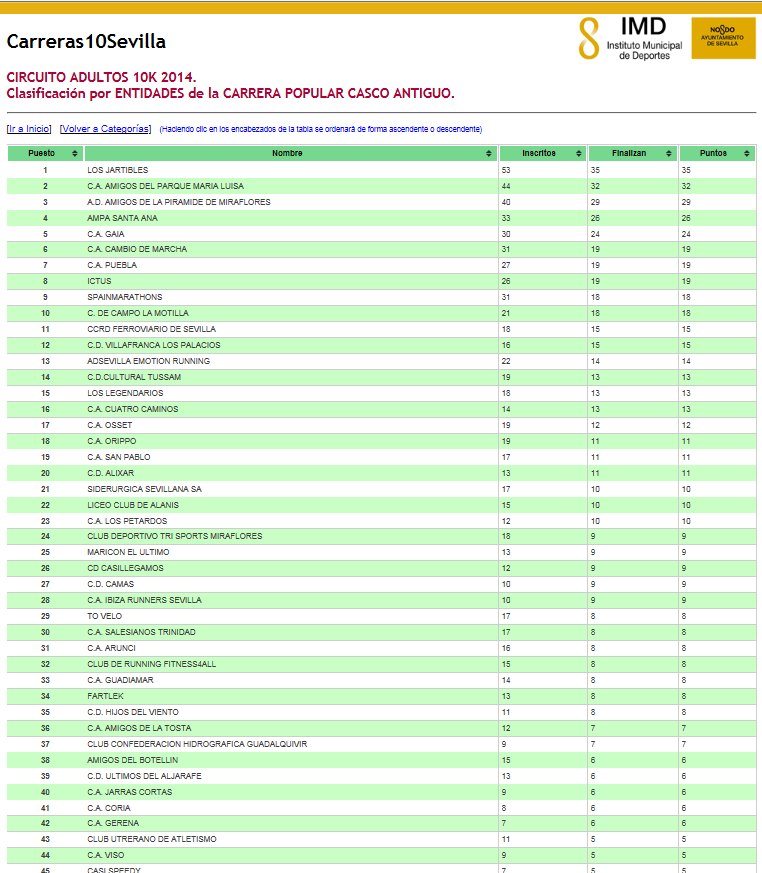 Carreras10Sevilla
IMD
Instituto Municipal
de Deportes
NO8DO
AYUNTAMIENTO
DE SEVILLA
CIRCUITO ADULTOS 10K 2014.
Clasificación por ENTIDADES de la CARRERA POPULAR CASCO ANTIGUO.
[Ir a Inicio] [Volver a Categorías] (Haciendo clic en los encabezados de la tabla se ordenará de forma ascendente o descendente)
Puesto Nombre Inscritos Finalizan Puntos
1 LOS JARTIBLES 53 35 35
2 C.A. AMIGOS DEL PARQUE MARIA LUISA 44 32 32
3 A.D. AMIGOS DE LA PIRAMIDE DE MIRAFLORES 40 29 29
4 AMPA SANTA ANA 33 26 26
5 C.A. GAIA 30 24 24
6 C.A. CAMBIO DE MARCHA 31 19 19
7 C.A. PUEBLA 27 19 19
8 ICTUS 26 19 19
9 SPAINMARATHONS 31 18 18
10 C. DE CAMPO LA MOTILLA 21 18 18
11 CCRD FERROVIARIO DE SEVILLA 18 15 15
12 C.D. VILLAFRANCA LOS PALACIOS 16 15 15
13 ADSEVILLA EMOTION RUNNING 22 14 14
14 C.D.CULTURAL TUSSAM 19 13 13
15 LOS LEGENDARIOS 18 13 13
16 C.A. CUATRO CAMINOS 14 13 13
17 C.A. OSSET 19 12 12
18 C.A. ORIPPO 19 11 11
19 C.A. SAN PABLO 17 11 11
20 C.D. ALIXAR 13 11 11
21 SIDERURGICA SEVILLANA SA 17 10 10
22 LICEO CLUB DE ALANIS 15 10 10
23 C.A. LOS PETARDOS 12 10 10
24 CLUB DEPORTIVO TRI SPORTS MIRAFLORES 18 9 9
25 MARICON EL ULTIMO 13 9 9
26 CD CASILLEGAMOS 12 9 9
27 C.D. CAMAS 10 9 9
28 C.A. IBIZA RUNNERS SEVILLA 10 9 9
29 TO VELO 17 8 8
30 C.A. SALESIANOS TRINIDAD 17 8 8
31 C.A. ARUNCI 16 8 8
32 CLUB DE RUNNING FITNESS4ALL 15 8 8
33 C.A. GUADIAMAR 14 8 8
34 FARTLEK 13 8 8
35 C.D. HIJOS DEL VIENTO 11 8 8
36 C.A. AMIGOS DE LA TOSTA 12 7 7
37 CLUB CONFEDERACION HIDROGRAFICA GUADALQUIVIR 9 7 7
38 AMIGOS DEL BOTELLIN 15 6 6
39 C.D. ULTIMOS DEL ALJARAFE 13 6 6
40 C.A. JARRAS CORTAS 9 6 6
41 C.A. CORIA 8 6 6
42 C.A. GERENA 7 6 6
43 CLUB UTRERANO DE ATLETISMO 11 5 5
44 C.A. VISO 9 5 5
45 CASI SPEEDY 7 5 5